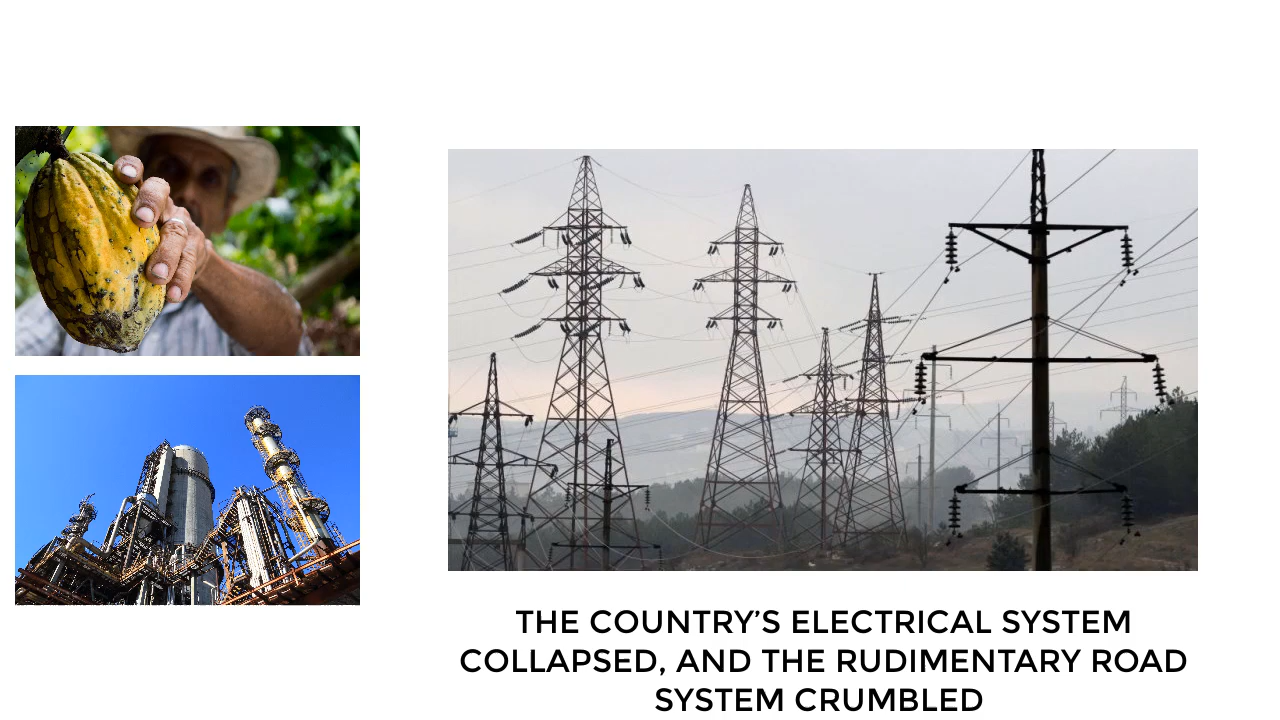 THE COUNTRY’S ELECTRICAL SYSTEM
COLLAPSED, AND THE RUDIMENTARY ROAD
SYSTEM CRUMBLED